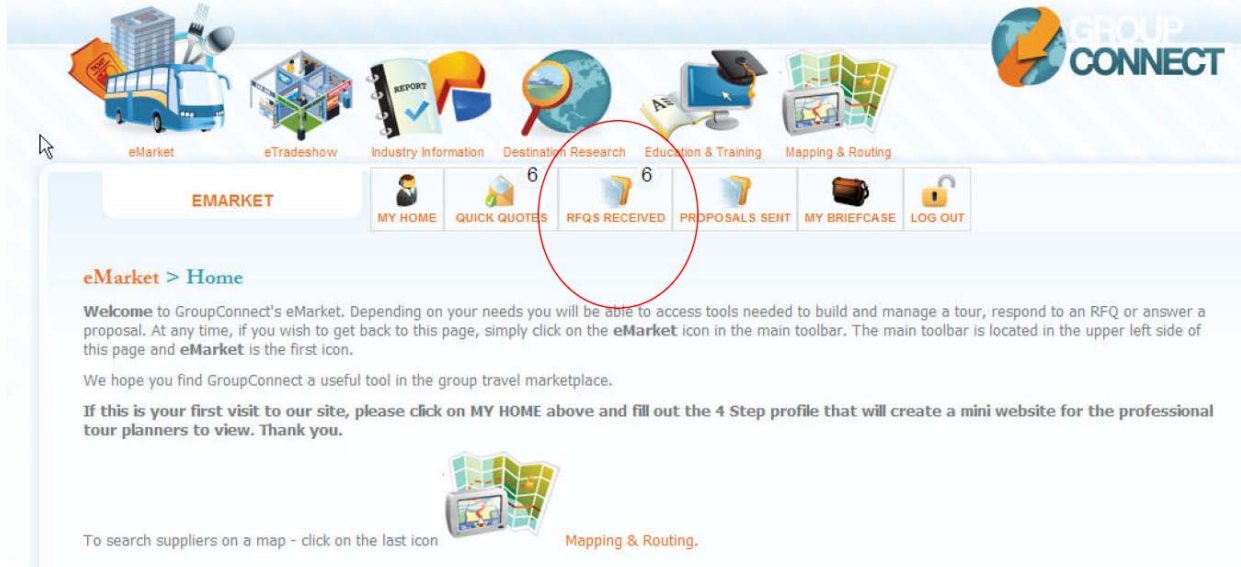 GROUP
CONNECT
REPORT
eMarket eTradeshow Industry Information Destination Research Education & Training Mapping & Routing
6 6
EMARKET
MY HOME QUICK QUOTES RFQS RECEIVED PROPOSALS SENT MY BRIEFCASE LOG OUT
eMarket > Home
Welcome to GroupConnect's eMarket. Depending on your needs you will be able to access tools needed to build and manage a tour, respond to an RFQ or answer a
proposal. At any time, if you wish to get back to this page, simply click on the eMarket icon in the main toolbar. The main toolbar is located in the upper left side of
this page and eMarket is the first icon.
We hope you find GroupConnect a useful tool in the group travel marketplace.
If this is your first visit to our site, please click on MY HOME above and fill out the 4 Step profile that will create a mini website for the professional
tour planners to view. Thank you.
To search suppliers on a map - click on the last icon Mapping & Routing.